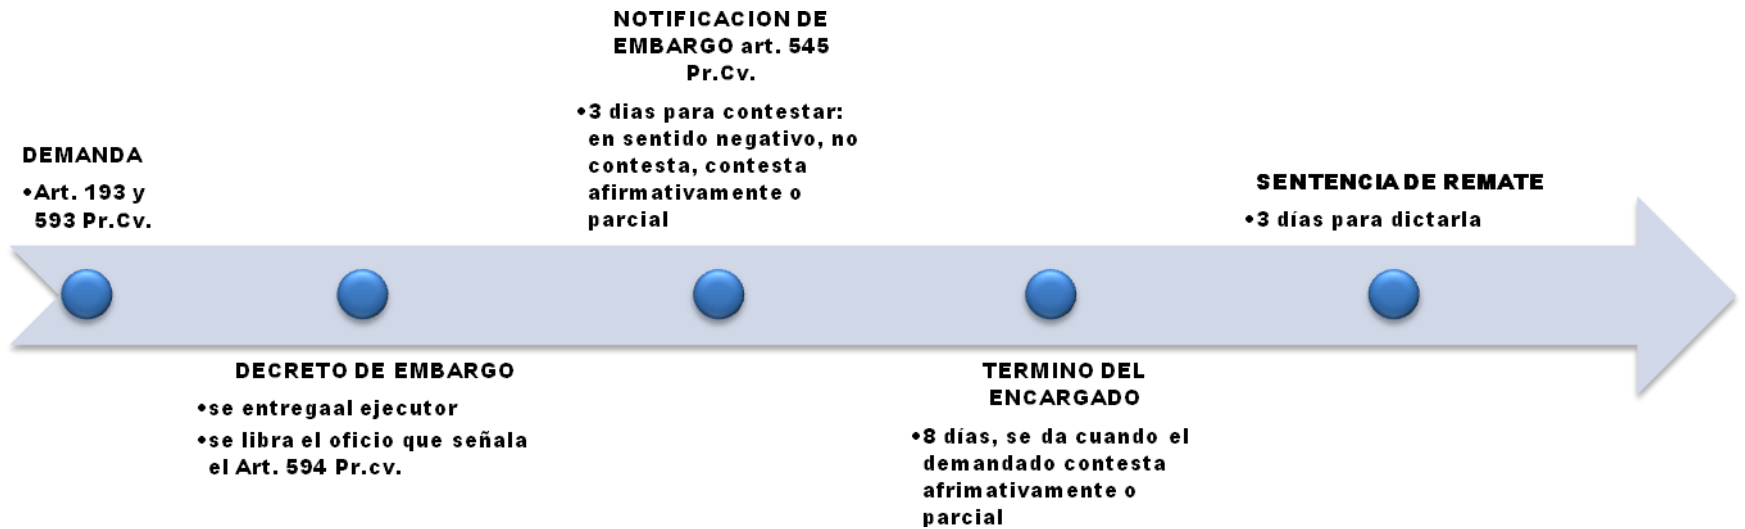 DEMANDA
•Art. 193 y
593 Pr.Cv.
DECRETO DE EMBARGO
•se entregaal ejecutor
•se libra el oficio que señala
el Art. 594 Pr.cv.
NOTIFICACION DE
EMBARGO art. 545
Pr.Cv.
•3 dias para contestar:
en sentido negativo, no
contesta, contesta
afirmativamente o
parcial
TERMINO DEL
ENCARGADO
•8 días, se da cuando el
demandado contesta
afrimativamente o
parcial
SENTENCIA DE REMATE
•3 días para dictarla